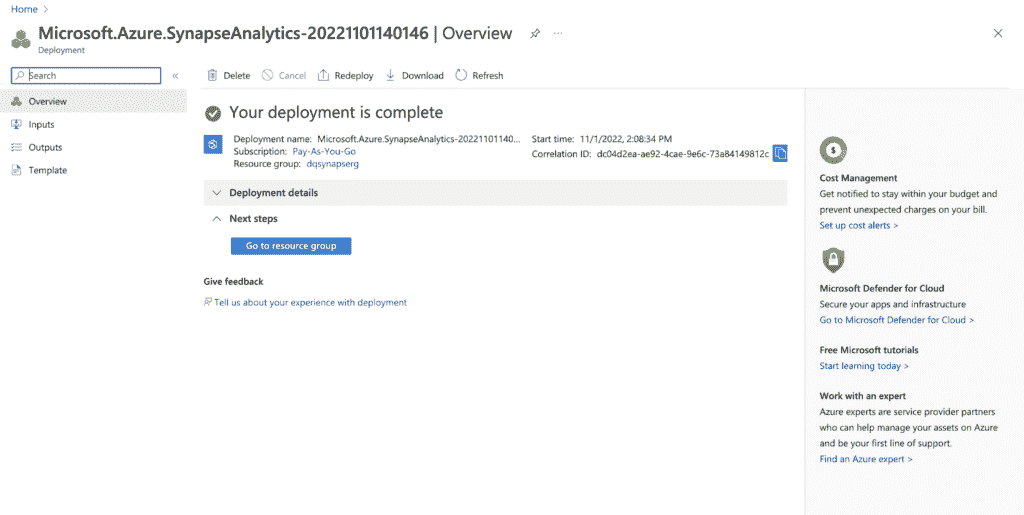 Home >
Microsoft.Azure.SynapseAnalytics-20221101140146 | Overview
Deployment
Search
«
Overview
Inputs
Outputs
Template
Delete
Cancel
Redeploy
Download
Refresh
Your deployment is complete
Deployment name: Microsoft.Azure.SynapseAnalytics-20221101140...
Subscription: Pay-As-You-Go
Resource group: dqsynapserg
Start time: 11/1/2022, 2:08:34 PM
Correlation ID: dc04d2ea-ae92-4cae-9e6c-73a84149812c
Deployment details
Next steps
Go to resource group
Give feedback
Tell us about your experience with deployment
Cost Management
Get notified to stay within your budget and
prevent unexpected charges on your bill.
Set up cost alerts >
Microsoft Defender for Cloud
Secure your apps and infrastructure
Go to Microsoft Defender for Cloud >
Free Microsoft tutorials
Start learning today >
Work with an expert
Azure experts are service provider partners
who can help manage your assets on Azure
and be your first line of support.
Find an Azure expert >